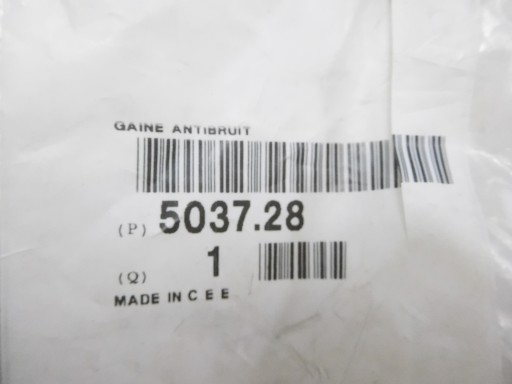 GAINE ANTIBRUIT
(P) 5037.28
(Q) 1
MADE IN C E E